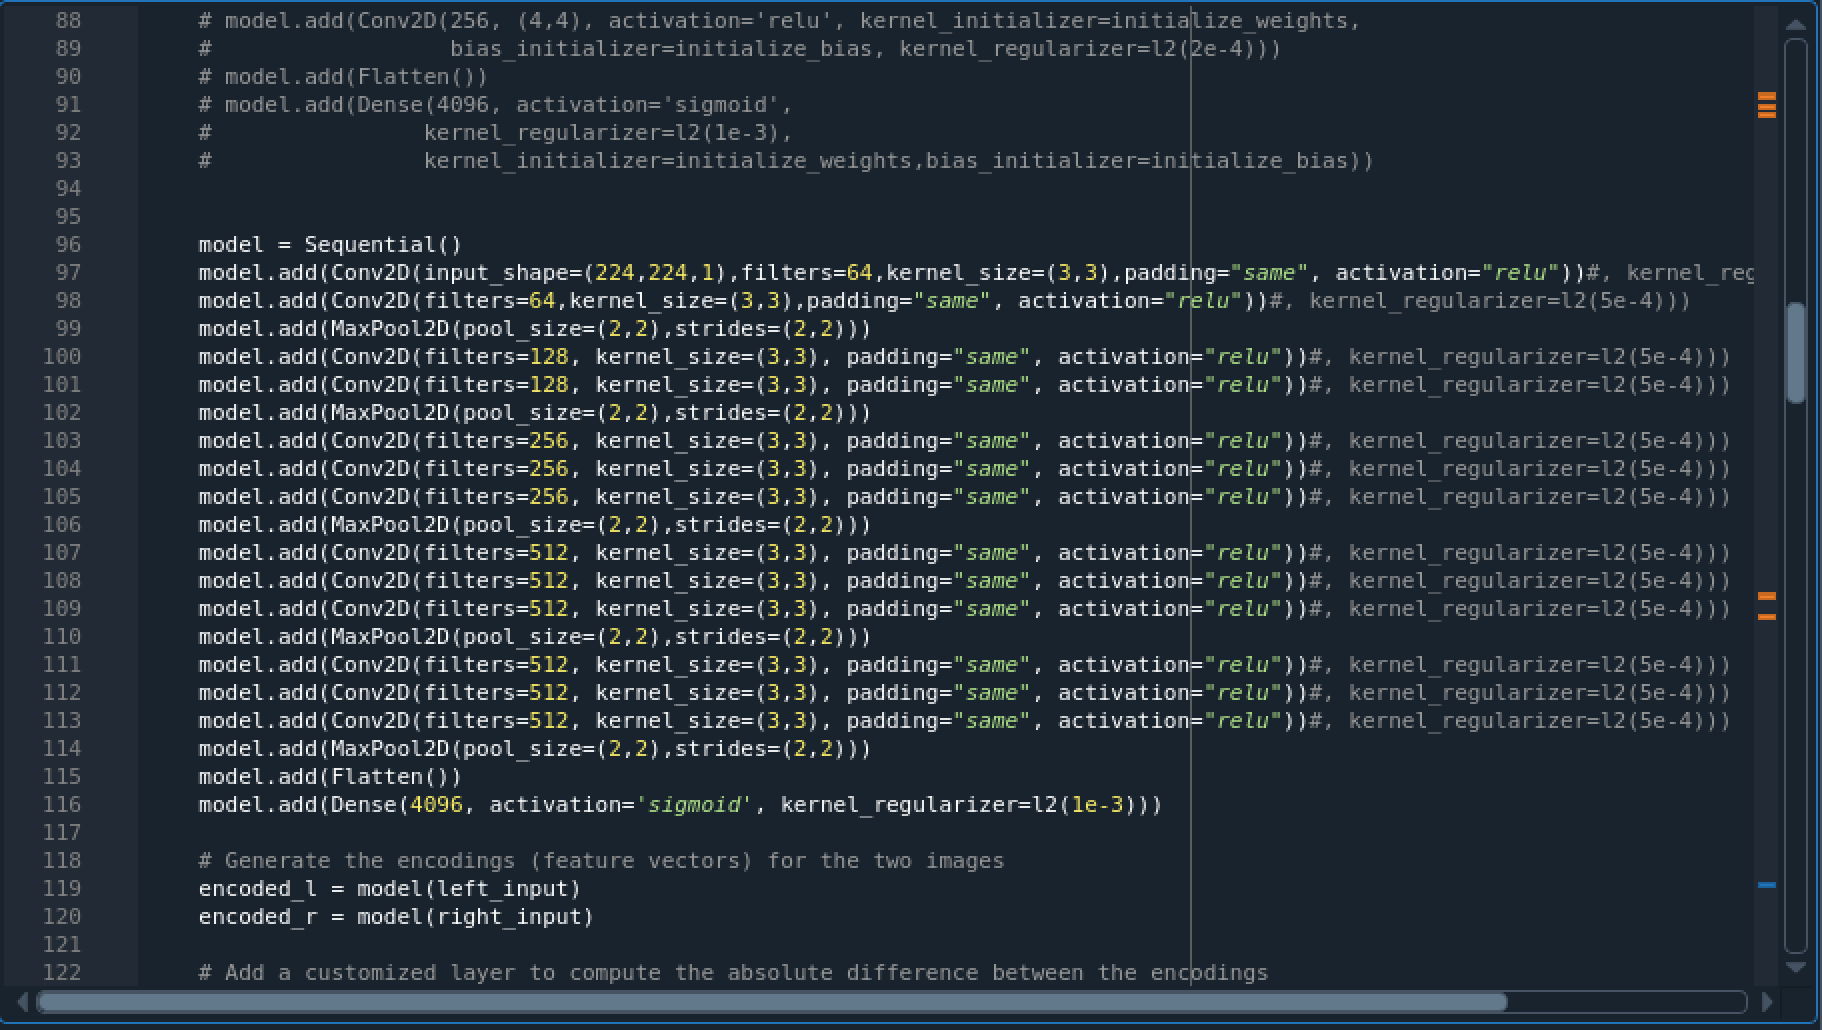 88 # model.add(Conv2D(256, (4,4), activation='relu', kernel_initializer=initialize_weights,
89 #                  bias_initializer=initialize_bias, kernel_regularizer=l2(2e-4)))
90 # model.add(Flatten())
91 # model.add(Dense(4096, activation='sigmoid',
92 #                kernel_regularizer=l2(1e-3),
93 #                kernel_initializer=initialize_weights,bias_initializer=initialize_bias))
94
95
96 model = Sequential()
97 model.add(Conv2D(input_shape=(224,224,1),filters=64,kernel_size=(3,3),padding="same", activation="relu"))#, kernel_reg
98 model.add(Conv2D(filters=64,kernel_size=(3,3),padding="same", activation="relu"))#, kernel_regularizer=l2(5e-4)))
99 model.add(MaxPool2D(pool_size=(2,2),strides=(2,2)))
100 model.add(Conv2D(filters=128, kernel_size=(3,3), padding="same", activation="relu"))#, kernel_regularizer=l2(5e-4)))
101 model.add(Conv2D(filters=128, kernel_size=(3,3), padding="same", activation="relu"))#, kernel_regularizer=l2(5e-4)))
102 model.add(MaxPool2D(pool_size=(2,2),strides=(2,2)))
103 model.add(Conv2D(filters=256, kernel_size=(3,3), padding="same", activation="relu"))#, kernel_regularizer=l2(5e-4)))
104 model.add(Conv2D(filters=256, kernel_size=(3,3), padding="same", activation="relu"))#, kernel_regularizer=l2(5e-4)))
105 model.add(Conv2D(filters=256, kernel_size=(3,3), padding="same", activation="relu"))#, kernel_regularizer=l2(5e-4)))
106 model.add(MaxPool2D(pool_size=(2,2),strides=(2,2)))
107 model.add(Conv2D(filters=512, kernel_size=(3,3), padding="same", activation="relu"))#, kernel_regularizer=l2(5e-4)))
108 model.add(Conv2D(filters=512, kernel_size=(3,3), padding="same", activation="relu"))#, kernel_regularizer=l2(5e-4)))
109 model.add(Conv2D(filters=512, kernel_size=(3,3), padding="same", activation="relu"))#, kernel_regularizer=l2(5e-4)))
110 model.add(MaxPool2D(pool_size=(2,2),strides=(2,2)))
111 model.add(Conv2D(filters=512, kernel_size=(3,3), padding="same", activation="relu"))#, kernel_regularizer=l2(5e-4)))
112 model.add(Conv2D(filters=512, kernel_size=(3,3), padding="same", activation="relu"))#, kernel_regularizer=l2(5e-4)))
113 model.add(Conv2D(filters=512, kernel_size=(3,3), padding="same", activation="relu"))#, kernel_regularizer=l2(5e-4)))
114 model.add(MaxPool2D(pool_size=(2,2),strides=(2,2)))
115 model.add(Flatten())
116 model.add(Dense(4096, activation='sigmoid', kernel_regularizer=l2(1e-3)))
117
118 # Generate the encodings (feature vectors) for the two images
119 encoded_l = model(left_input)
120 encoded_r = model(right_input)
121
122 # Add a customized layer to compute the absolute difference between the encodings